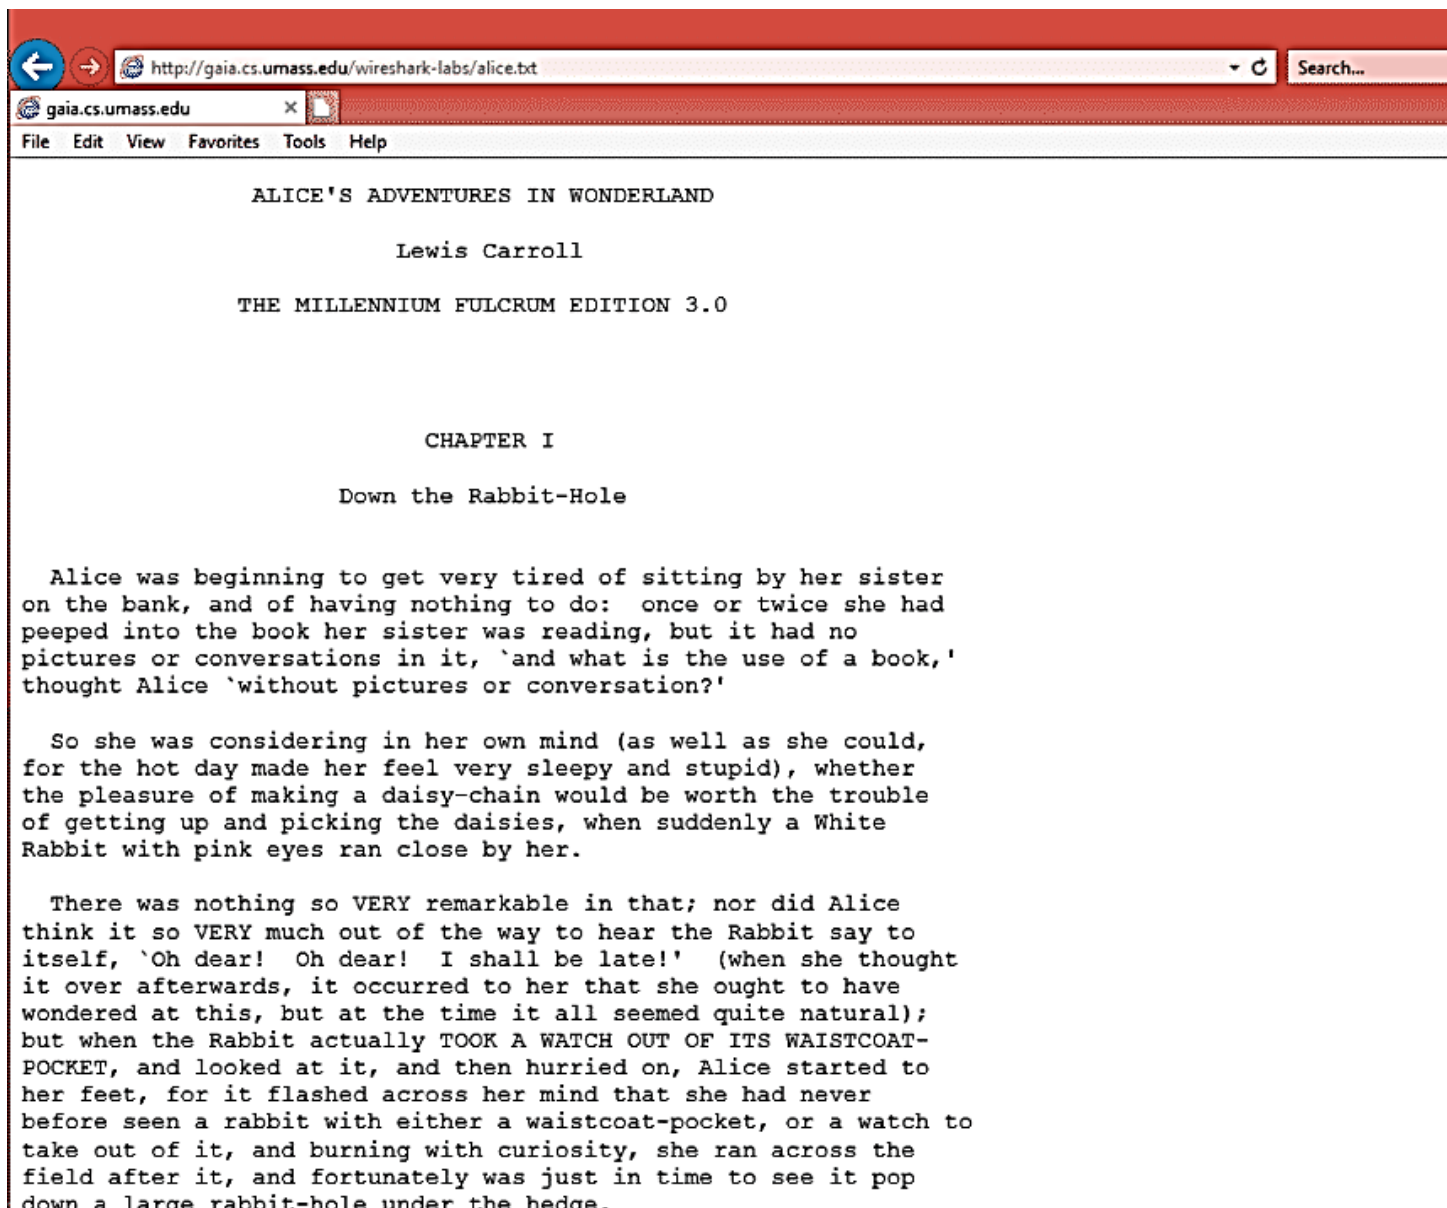 http://gaia.cs.umass.edu/wireshark-labs/alice.txt
Search...
gaia.cs.umass.edu
File Edit View Favorites Tools Help
ALICE'S ADVENTURES IN WONDERLAND
Lewis Carroll
THE MILLENNIUM FULCRUM EDITION 3.0
CHAPTER I
Down the Rabbit-Hole
Alice was beginning to get very tired of sitting by her sister
on the bank, and of having nothing to do:  once or twice she had
peeped into the book her sister was reading, but it had no
pictures or conversations in it, `and what is the use of a book,'
thought Alice `without pictures or conversation?'
So she was considering in her own mind (as well as she could,
for the hot day made her feel very sleepy and stupid), whether
the pleasure of making a daisy-chain would be worth the trouble
of getting up and picking the daisies, when suddenly a White
Rabbit with pink eyes ran close by her.
There was nothing so VERY remarkable in that; nor did Alice
think it so VERY much out of the way to hear the Rabbit say to
itself, `Oh dear!  Oh dear!  I shall be late!'  (when she thought
it over afterwards, it occurred to her that she ought to have
wondered at this, but at the time it all seemed quite natural);
but when the Rabbit actually TOOK A WATCH OUT OF ITS WAISTCOAT-
POCKET, and looked at it, and then hurried on, Alice started to
her feet, for it flashed across her mind that she had never
before seen a rabbit with either a waistcoat-pocket, or a watch to
take out of it, and burning with curiosity, she ran across the
field after it, and fortunately was just in time to see it pop
down a large rabbit-hole under the hedge.